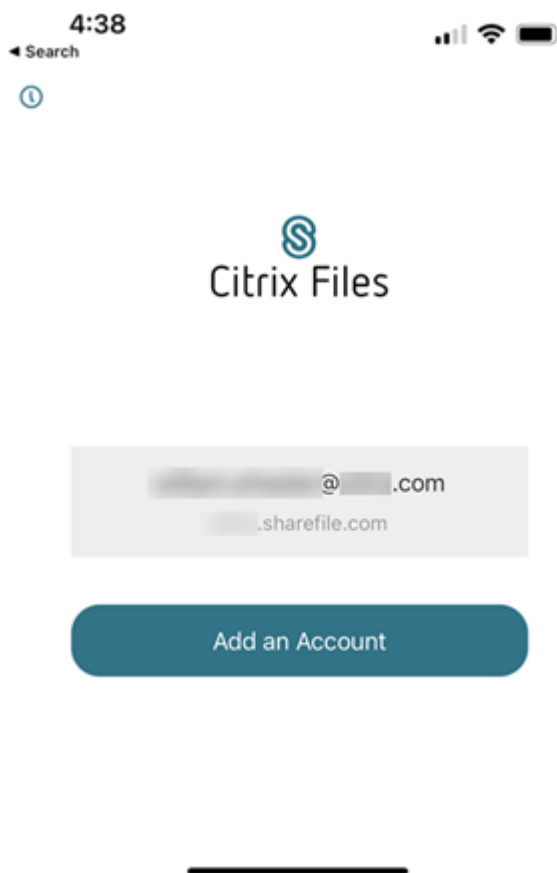 4:38
◀ Search
Citrix Files
@ .com
.sharefile.com
Add an Account